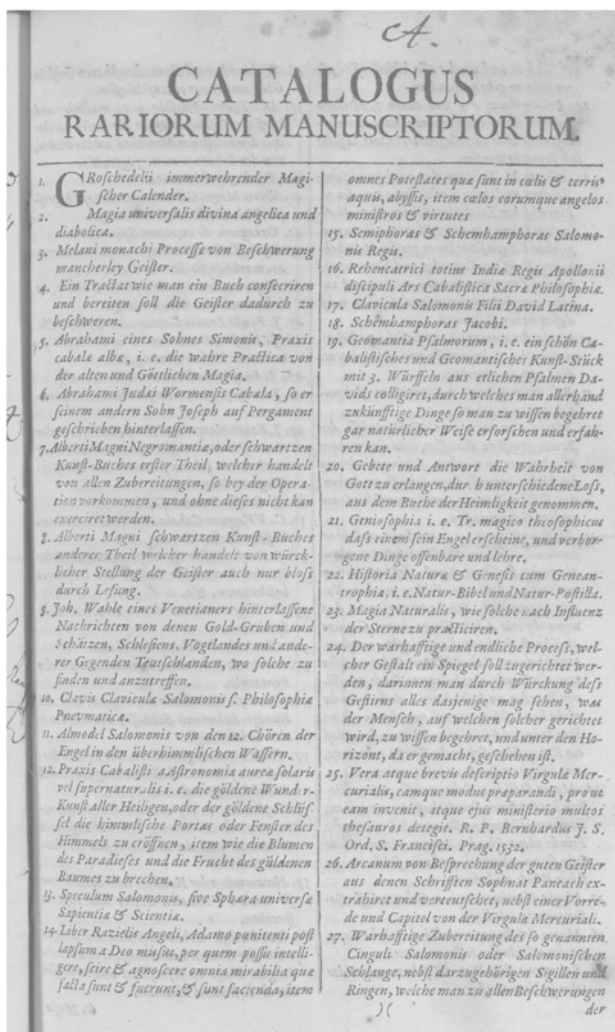 A.
CATALOGUS
RARIORUM MANUSCRIPTORUM.
1. GRoschedelii immerwehrender Magi-
scher Calender.
2. Magia universalis divina angelica und
diabolica.
3. Melani monachi Processe von Beschwerung
mancherley Geister.
4. Ein Tractat wie man ein Buch consecriren
und bereiten soll die Geister dadurch zu
beschweren.
5. Abrahami eines Sohnes Simonis, Praxis
cabalæ albæ, i. e. die wahre Practica von
der alten und Göttlichen Magia.
6. Abrahami Judæi Wormensis Cabala, so er
seinem andern Sohn Joseph auf Pergament
geschrieben hinterlassen.
7. Alberti Magni Negromantiæ, oder schwartzen
Kunst-Buches erster Theil, welcher handelt
von allen Zubereitungen, so bey der Opera-
tion vorkommen, und ohne dieses nicht kan
exerciret werden.
8. Alberti Magni schwartzen Kunst-Buches
anderer Theil welcher handelt von würck-
licher Stellung der Geister auch nur bloss
durch Lesung.
9. Joh. Wahle eines Venetianers hinterlassene
Nachrichten von denen Gold-Gruben und
Schätzen, Schlesiens, Vogtlandes und ande-
rer Gegenden Teutschlanden, wo solche zu
finden und anzutreffen.
10. Clavis Claviculæ Salomonis s. Philosophia
Pnevmatica.
11. Almodel Salomonis von den 12. Chören der
Engel in den überhimmlischen Wassern.
12. Praxis Cabalisti a Astronomiæ aureæ solaris
vel supernaturalis i. e. die göldene Wunder-
Kunst aller Heiligen, oder der göldene Schlüs-
sel die himmlische Portas oder Fenster des
Himmels zu eröffnen, item wie die Blumen
des Paradieses und die Frucht des güldenen
Baumes zu brechen.
13. Speculum Salomonis, sive Sphæra universæ
Sapientiæ & Scientiæ.
14. Liber Razielis Angeli, Adamo pœnitenti post
lapsum a Deo missus, per quem possit intelli-
gere, scire & agnoscere omnia mirabilia quæ
facta sunt & fuerunt, & sunt facienda, item
omnes Potestates quæ sunt in cœlis & terris
aquis, abyssis, item cœlos eorumque angelos
ministros & virtutes
15. Semiphoras & Schemhamphoras Salomo-
nis Regis.
16. Rehencatrici totius Indiæ Regis Apollonii
discipuli Ars Cabalistica Sacræ Philosophiæ.
17. Clavicula Salomonis Filii David Latina.
18. Schemhamphoras Jacobi.
19. Geomantia Psalmorum, i. e. ein schön Ca-
balistisches und Geomantisches Kunst-Stück
mit 3. Würffeln aus etlichen Psalmen Da-
vids colligiret, durch welches man allerhand
zukünfftige Dinge so man zu wissen begehret
gar natürlicher Weise erforschen und erfah-
ren kan.
20. Gebete und Antwort die Wahrheit von
Gott zu erlangen, dur h unterschiedene Loss,
aus dem Buche der Heimligkeit genommen.
21. Geniosophia i. e. Tr. magico theosophicus
dass einem sein Engel erscheine, und verbor-
gene Dinge offenbare und lehre.
22. Historia Naturæ & Genesis cum Genean-
trophia, i. e. Natur-Bibel und Natur-Postilla.
23. Magia Naturalis, wie solche nach Influenz
der Sterne zu practiciren.
24. Der warhafftige und endliche Process, wel-
cher Gestalt ein Spiegel soll zugerichtet wer-
den, darinnen man durch Würckung dess
Gestirns alles dasjenige mag sehen, was
der Mensch, auf welchen solcher gerichtet
wird, zu wissen begehret, und unter den Ho-
rizont, da er gemacht, geschehen ist.
25. Vera atque brevis descriptio Virgulæ Mer-
curialis, eamque modus præparandi, prout
eam invenit, atque ejus ministerio multos
thesauros detegit. R. P. Bernhardus J. S.
Ord. S. Francisci. Prag. 1532.
26. Arcanum von Besprechung der guten Geister
aus denen Schrifften Sophnat Paneach ex-
trahiret und verteutschet, nebst einer Vorre-
de und Capitel von der Virgula Mercuriali.
27. Warhafftige Zubereitung des so genannten
Cinguli Salomonis oder Salomonischen
Schlange, nebst darzugehörigen Sigillen und
Ringen, welche man zu allen Beschwerungen
)( der